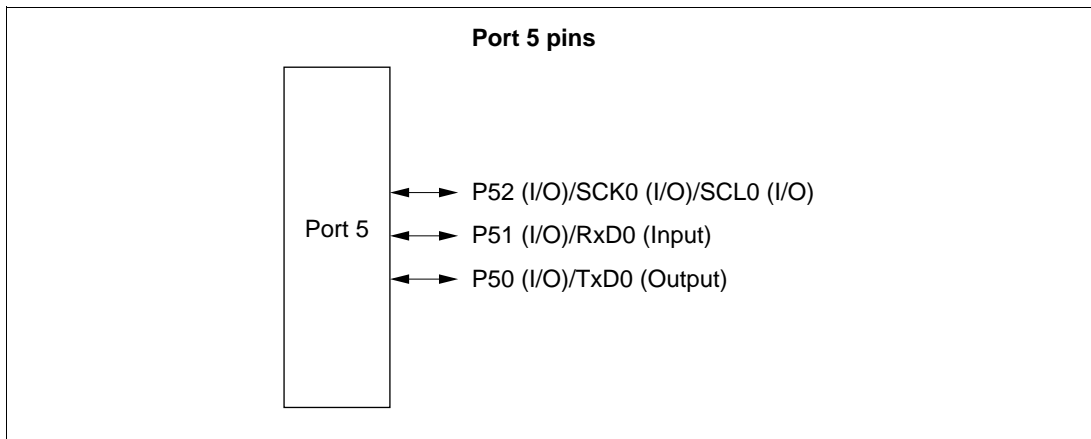 Port 5 pins
P52 (I/O)/SCK0 (I/O)/SCL0 (I/O)
Port 5
P51 (I/O)/RxD0 (Input)
P50 (I/O)/TxD0 (Output)